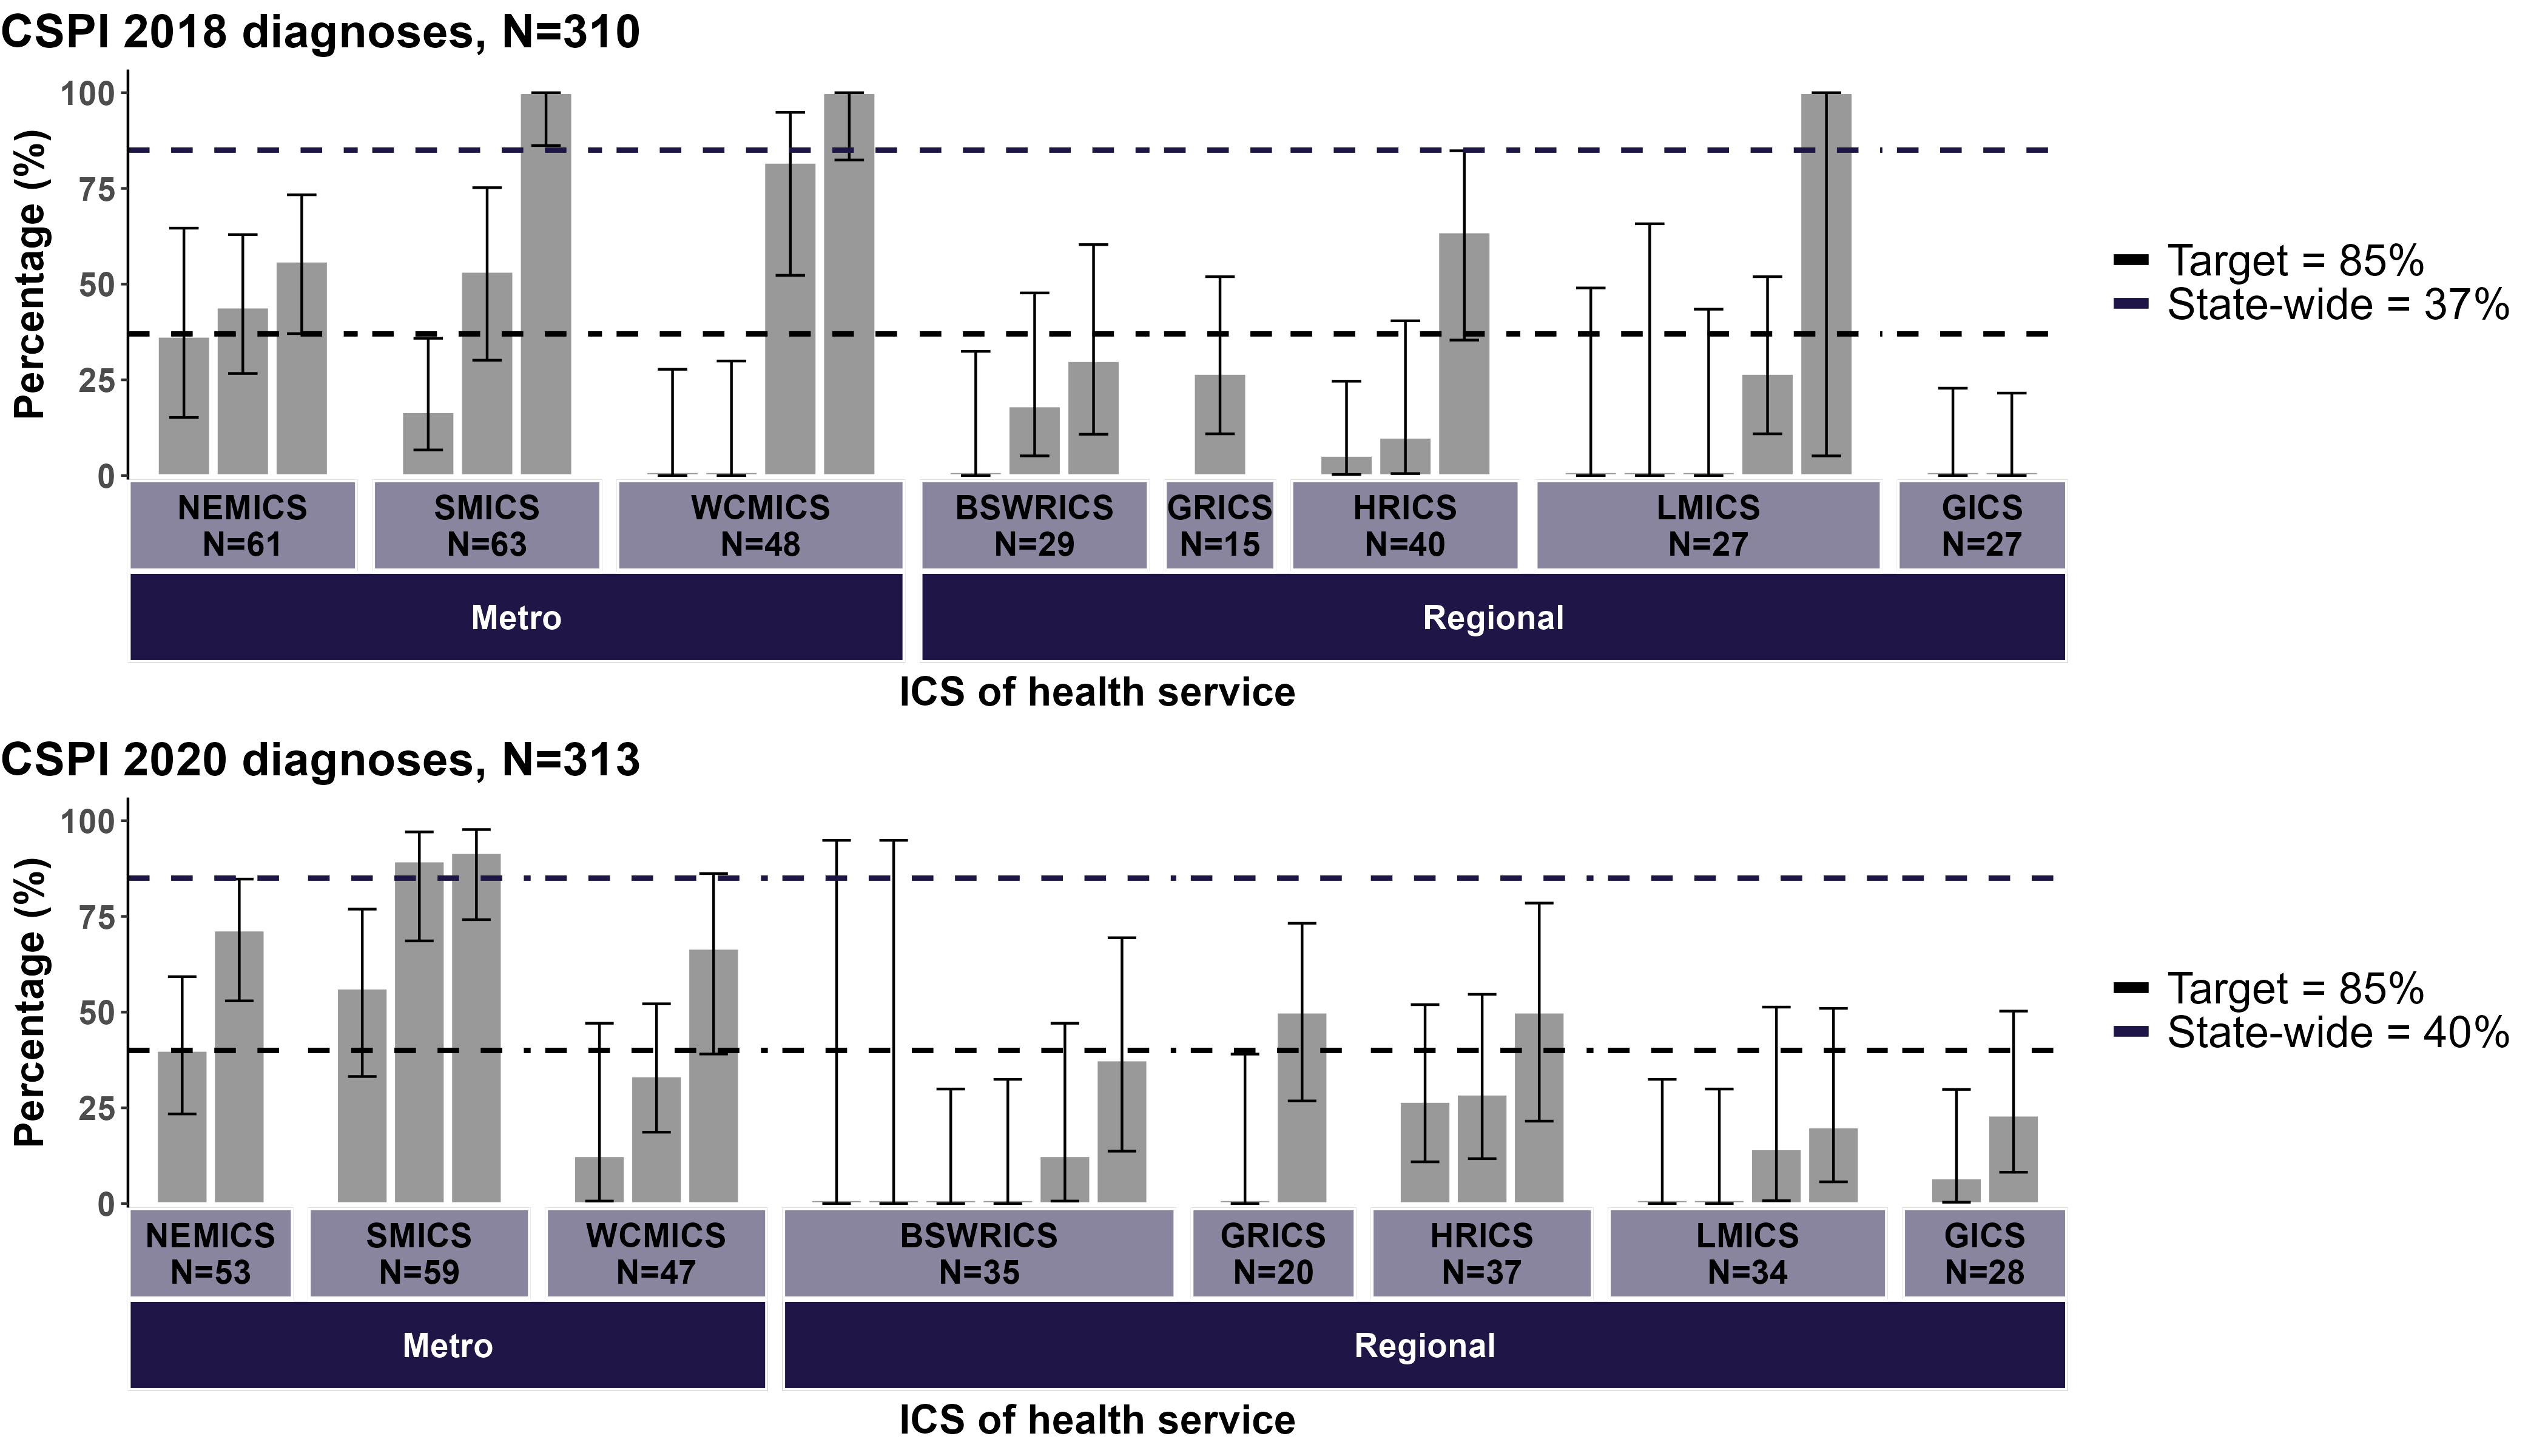 CSPI 2018 diagnoses, N=310
Percentage (%)
100
75
50
25
0
NEMICS
N=61
SMICS
N=63
WCMICS
N=48
BSWRICS
N=29
GRICS
N=15
HRICS
N=40
LMICS
N=27
GICS
N=27
Metro
Regional
ICS of health service
Target = 85%
State-wide = 37%
CSPI 2020 diagnoses, N=313
Percentage (%)
100
75
50
25
0
NEMICS
N=53
SMICS
N=59
WCMICS
N=47
BSWRICS
N=35
GRICS
N=20
HRICS
N=37
LMICS
N=34
GICS
N=28
Metro
Regional
ICS of health service
Target = 85%
State-wide = 40%